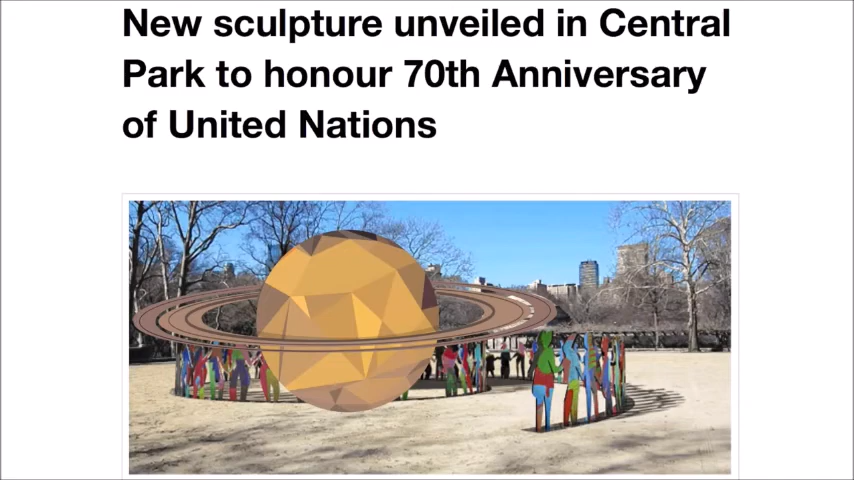 New sculpture unveiled in Central
Park to honour 70th Anniversary
of United Nations